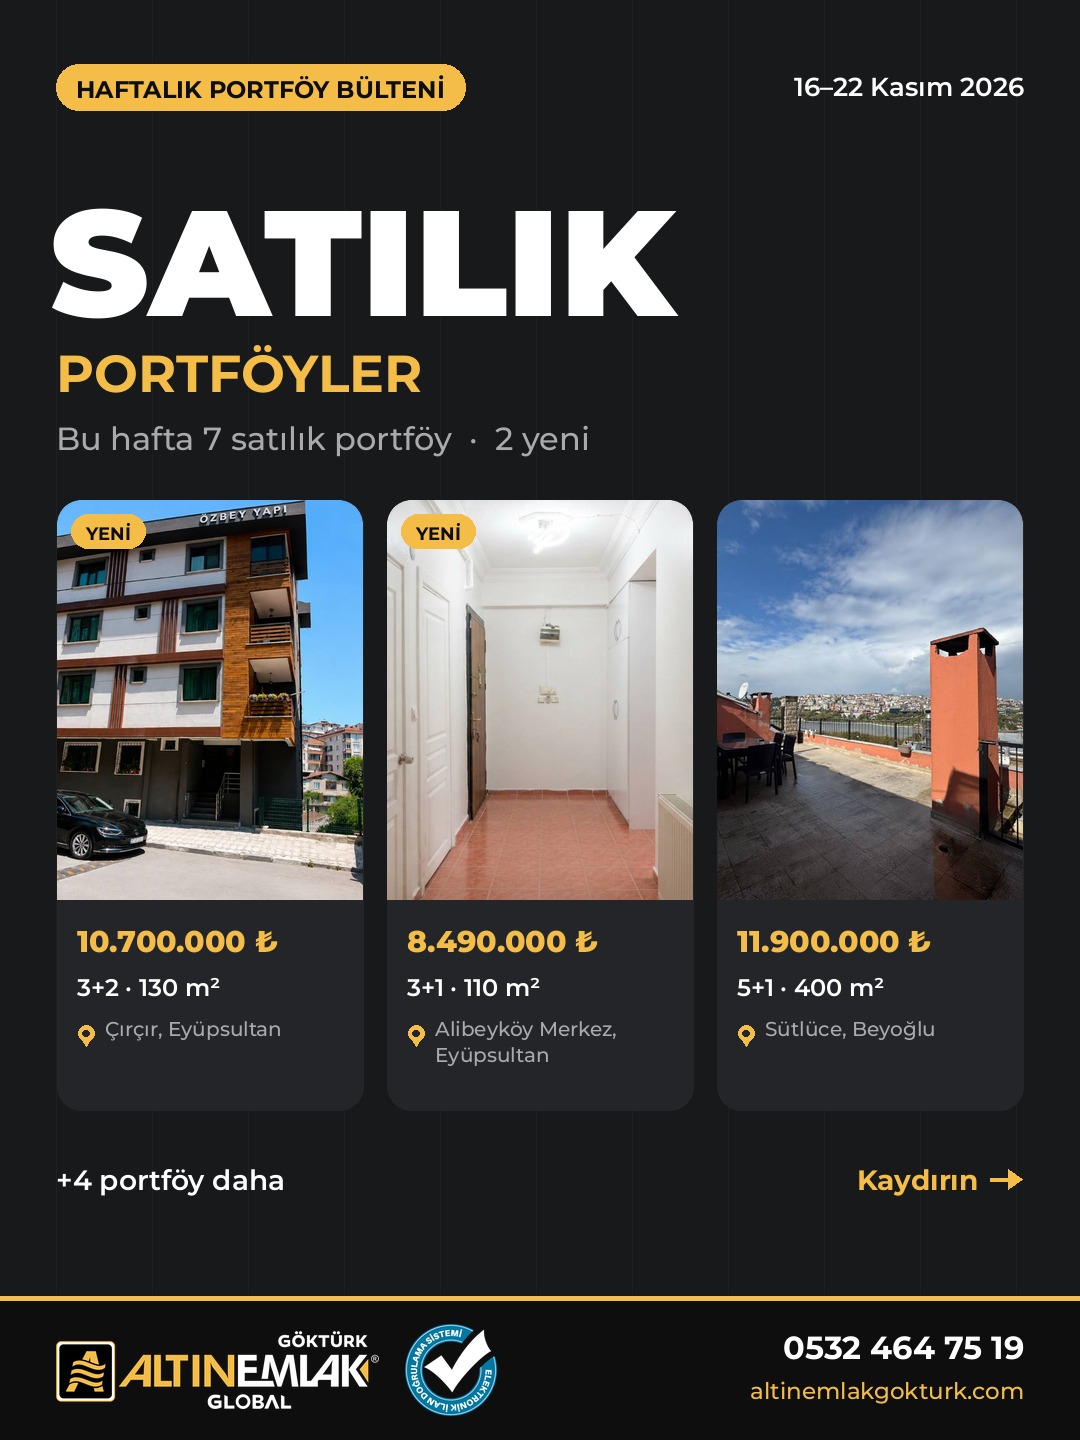 HAFTALIK PORTFÖY BÜLTENİ
16–22 Kasım 2026
SATILIK
PORTFÖYLER
Bu hafta 7 satılık portföy · 2 yeni
YENİ
ÖZBEY YAPI
YENİ
10.700.000 ₺
3+2 · 130 m²
Çırçır, Eyüpsultan
8.490.000 ₺
3+1 · 110 m²
Alibeyköy Merkez,
Eyüpsultan
11.900.000 ₺
5+1 · 400 m²
Sütlüce, Beyoğlu
+4 portföy daha
Kaydırın
GÖKTÜRK
ALTINEMLAK®
GLOBAL
ELEKTRONİK İLAN DOĞRULAMA SİSTEMİ
0532 464 75 19
altinemlakgokturk.com